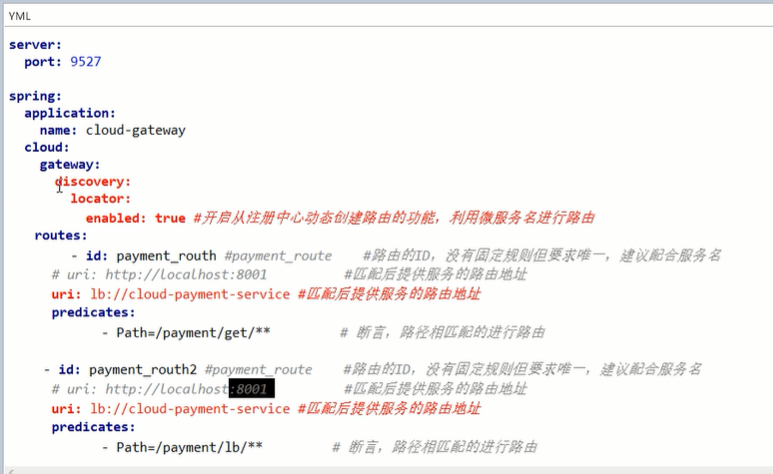 YML
server:
port: 9527
spring:
application:
name: cloud-gateway
cloud:
gateway:
discovery:
locator:
enabled: true #开启从注册中心动态创建路由的功能，利用微服务名进行路由
routes:
- id: payment_routh #payment_route #路由的ID，没有固定规则但要求唯一，建议配合服务名
# uri: http://localhost:8001 #匹配后提供服务的路由地址
uri: lb://cloud-payment-service #匹配后提供服务的路由地址
predicates:
- Path=/payment/get/** # 断言，路径相匹配的进行路由
- id: payment_routh2 #payment_route #路由的ID，没有固定规则但要求唯一，建议配合服务名
# uri: http://localhost:8001 #匹配后提供服务的路由地址
uri: lb://cloud-payment-service #匹配后提供服务的路由地址
predicates:
- Path=/payment/lb/** # 断言，路径相匹配的进行路由